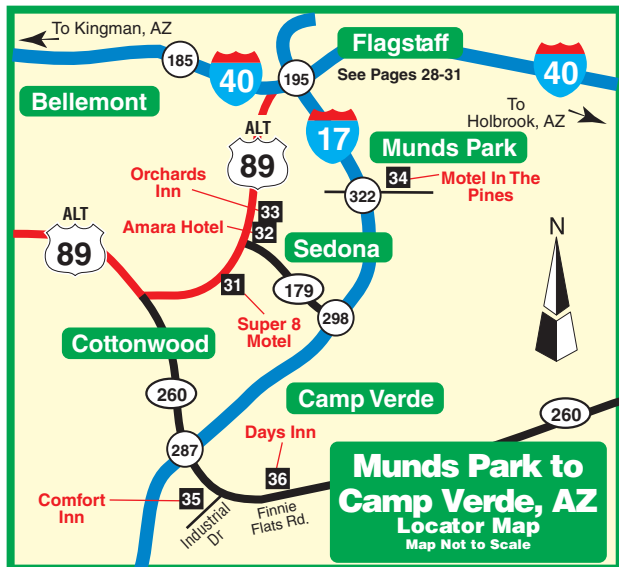 To Kingman, AZ
185
40
195
Flagstaff
See Pages 28-31
40
Bellemont
To
Holbrook, AZ
17
ALT
89
Munds Park
34
Motel In The
Pines
322
Orchards
Inn
33
Amara Hotel
32
ALT
89
Sedona
N
31
179
298
Super 8
Motel
Cottonwood
260
Camp Verde
260
287
Days Inn
36
Comfort
Inn
35
Industrial
Dr
Finnie
Flats Rd.
Munds Park to
Camp Verde, AZ
Locator Map
Map Not to Scale